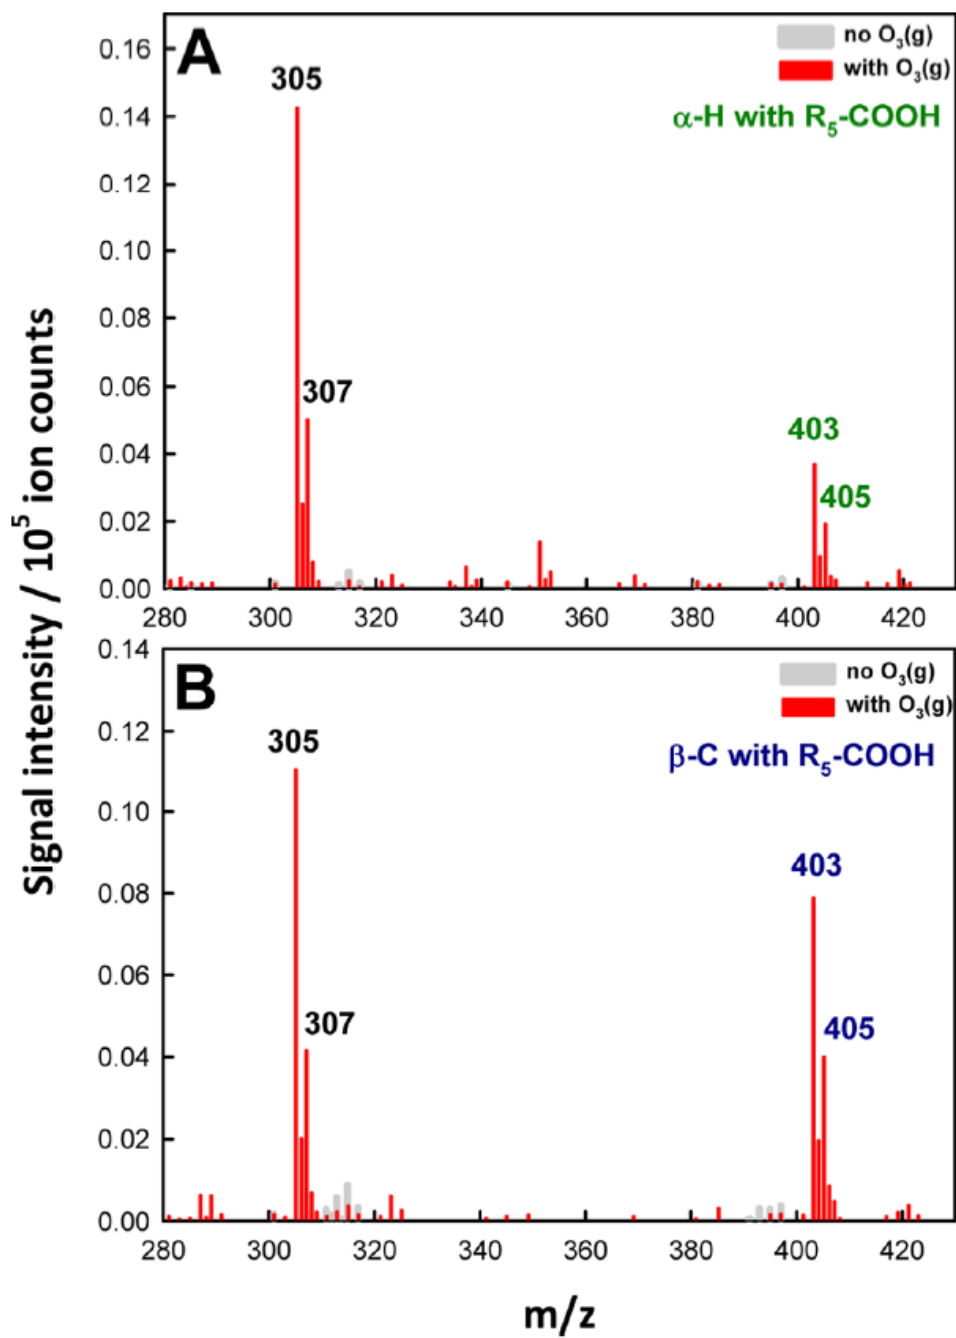 Signal intensity / 10⁵ ion counts
A
no O₃(g)
with O₃(g)
α-H with R₅-COOH
305
307
403
405
0.16
0.14
0.12
0.10
0.08
0.06
0.04
0.02
0.00
280 300 320 340 360 380 400 420
B
no O₃(g)
with O₃(g)
β-C with R₅-COOH
305
307
403
405
0.14
0.12
0.10
0.08
0.06
0.04
0.02
0.00
280 300 320 340 360 380 400 420
m/z